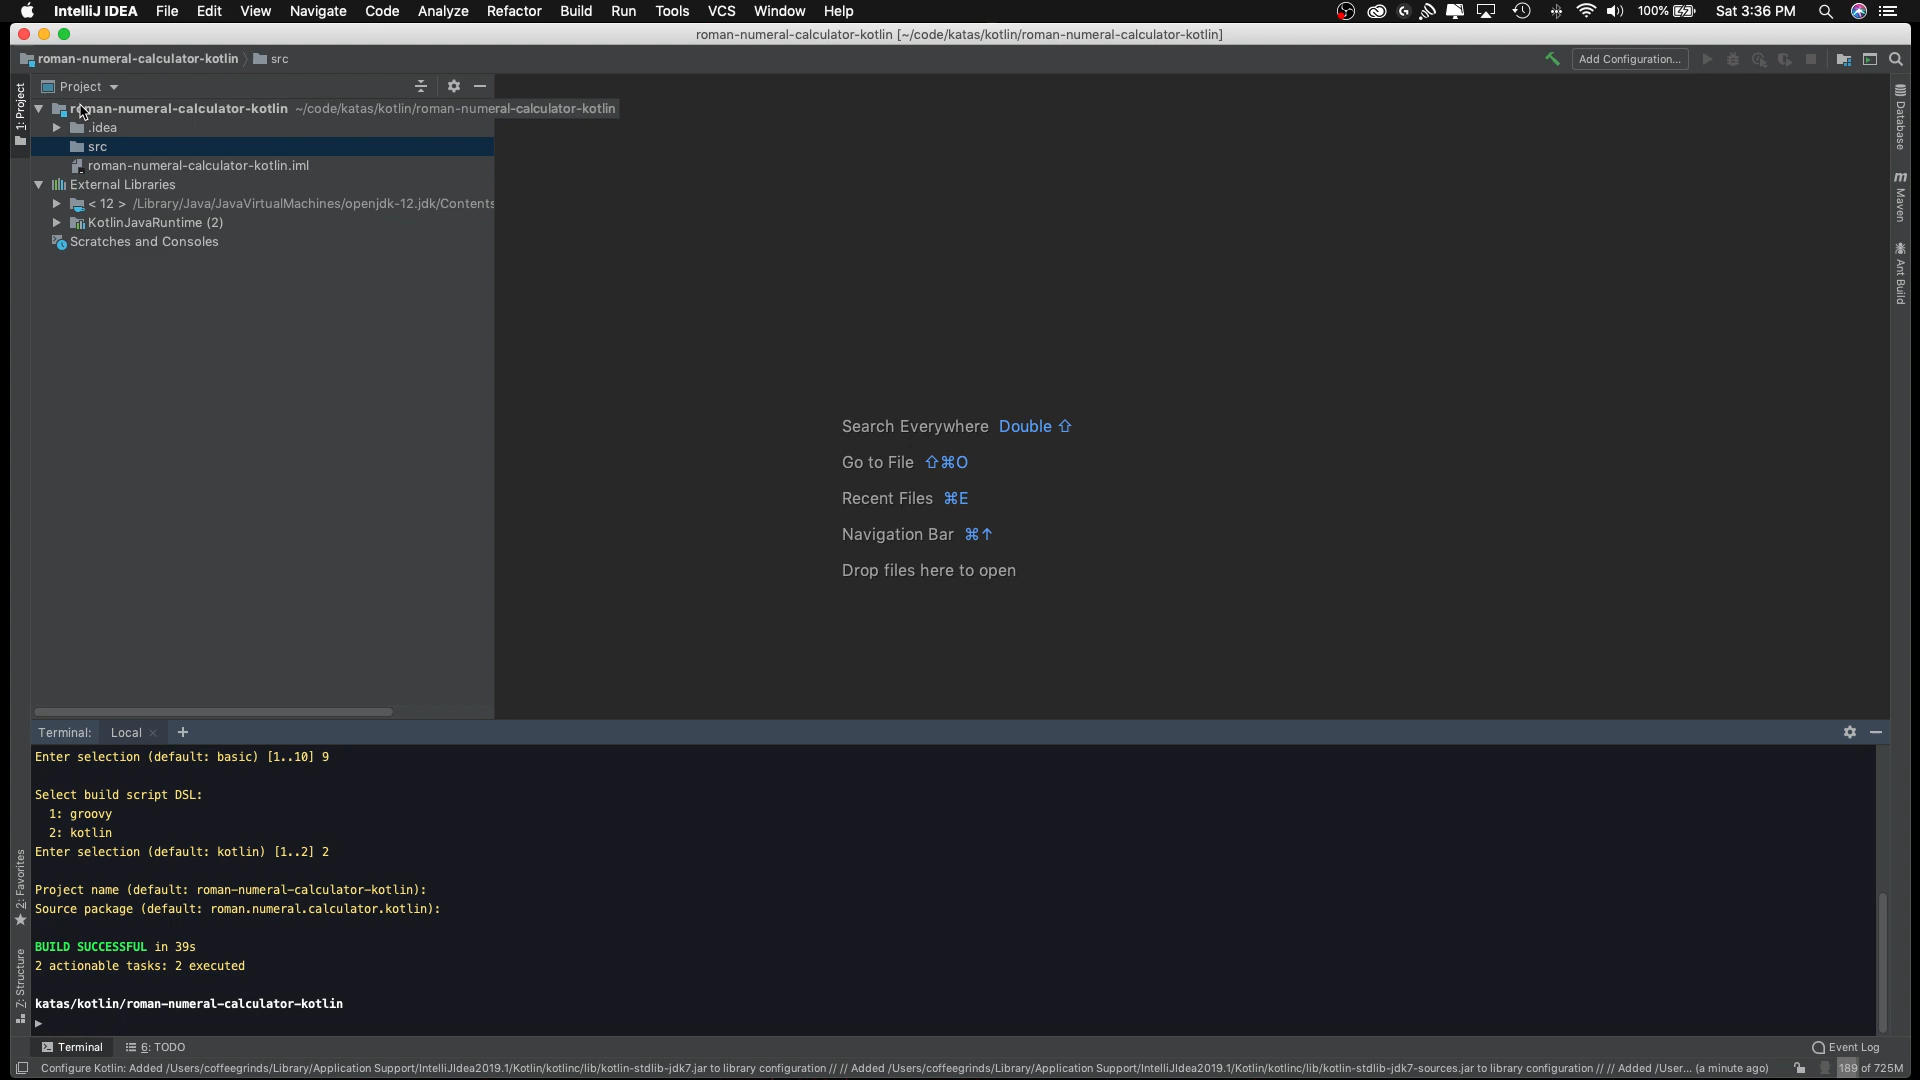 IntelliJ IDEA File Edit View Navigate Code Analyze Refactor Build Run Tools VCS Window Help 100% Sat 3:36 PM
roman-numeral-calculator-kotlin [~/code/katas/kotlin/roman-numeral-calculator-kotlin]
roman-numeral-calculator-kotlin src Add Configuration...
Project
1: Project
roman-numeral-calculator-kotlin ~/code/katas/kotlin/roman-numeral-calculator-kotlin
.idea
src
roman-numeral-calculator-kotlin.iml
External Libraries
< 12 > /Library/Java/JavaVirtualMachines/openjdk-12.jdk/Contents
KotlinJavaRuntime (2)
Scratches and Consoles
Database
m Maven
Ant Build
Search Everywhere Double ⇧
Go to File ⇧⌘O
Recent Files ⌘E
Navigation Bar ⌘↑
Drop files here to open
Terminal: Local × +
Enter selection (default: basic) [1..10] 9
Select build script DSL:
1: groovy
2: kotlin
Enter selection (default: kotlin) [1..2] 2
Project name (default: roman-numeral-calculator-kotlin):
Source package (default: roman.numeral.calculator.kotlin):
BUILD SUCCESSFUL in 39s
2 actionable tasks: 2 executed
katas/kotlin/roman-numeral-calculator-kotlin
2: Favorites
7: Structure
Terminal 6: TODO Event Log
Configure Kotlin: Added /Users/coffeegrinds/Library/Application Support/IntelliJIdea2019.1/Kotlin/kotlinc/lib/kotlin-stdlib-jdk7.jar to library configuration // // Added /Users/coffeegrinds/Library/Application Support/IntelliJIdea2019.1/Kotlin/kotlinc/lib/kotlin-stdlib-jdk7-sources.jar to library configuration // // Added /User... (a minute ago) 189 of 725M